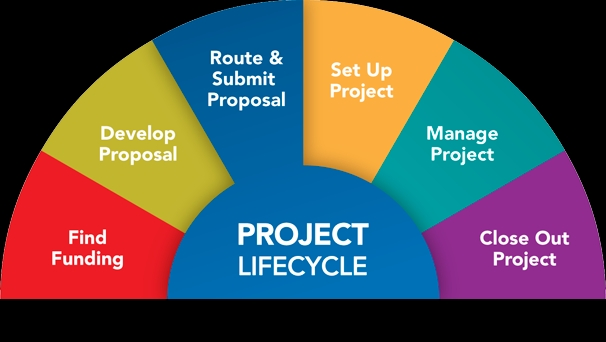 Find
Funding
Develop
Proposal
Route &
Submit
Proposal
Set Up
Project
Manage
Project
Close Out
Project
PROJECT
LIFECYCLE